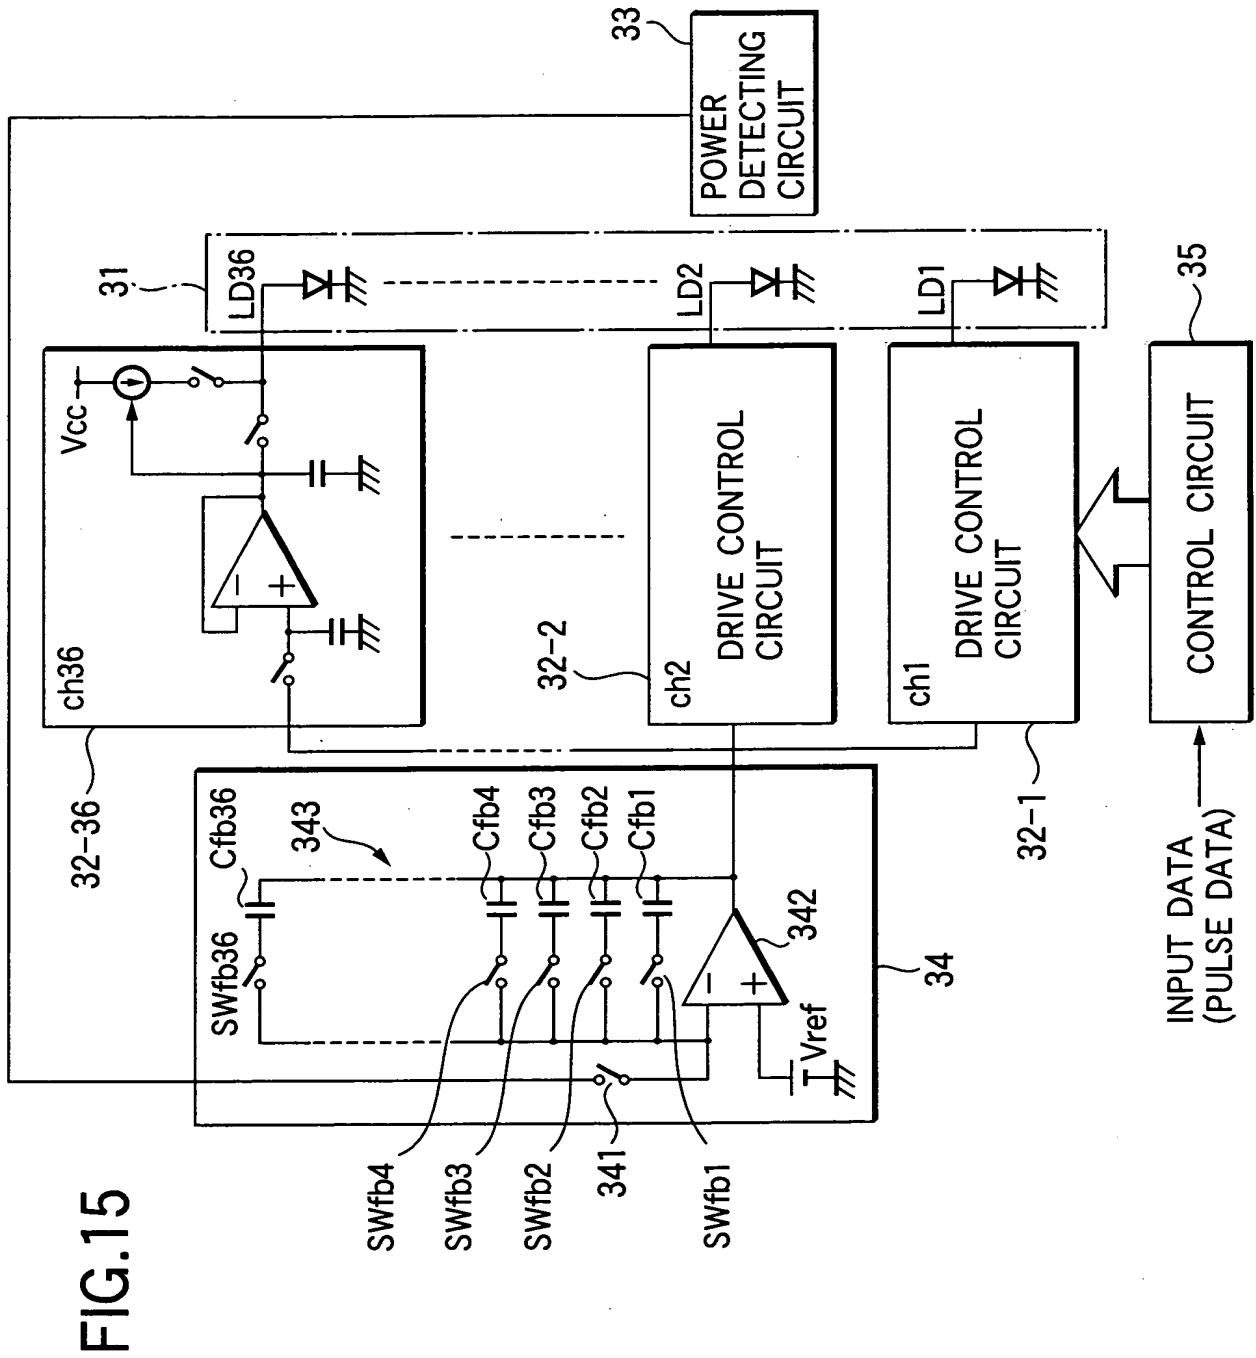 FIG.15
33
POWER
DETECTING
CIRCUIT
31
LD36
LD2
LD1
35
CONTROL CIRCUIT
INPUT DATA
(PULSE DATA)
Vcc
−
+
ch36
32-36
DRIVE CONTROL
CIRCUIT
ch2
32-2
DRIVE CONTROL
CIRCUIT
ch1
32-1
343
Cfb36
Cfb4
Cfb3
Cfb2
Cfb1
SWfb36
342
−
+
Vref
34
SWfb4
SWfb3
SWfb2
341
SWfb1